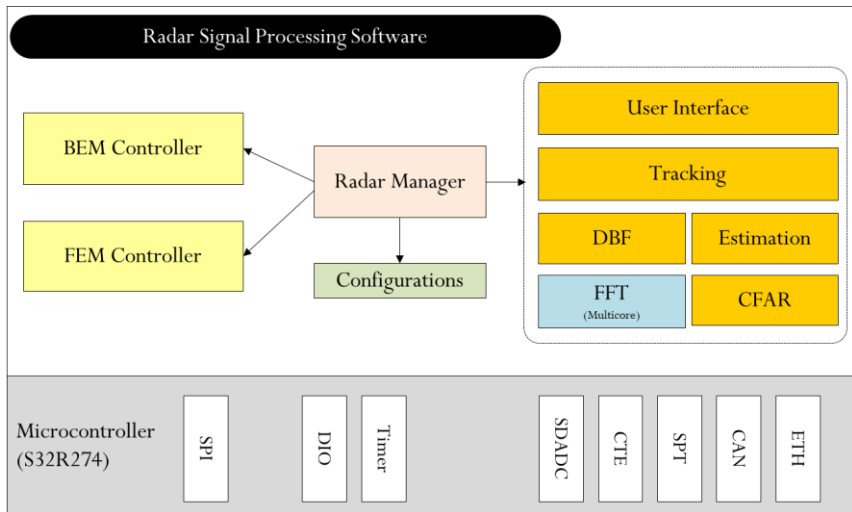 Radar Signal Processing Software
User Interface
BEM Controller
Radar Manager
Tracking
FEM Controller
DBF
Estimation
Configurations
FFT
(Multicore)
CFAR
Microcontroller
(S32R274)
SPI
DIO
Timer
SDADC
CTE
SPT
CAN
ETH